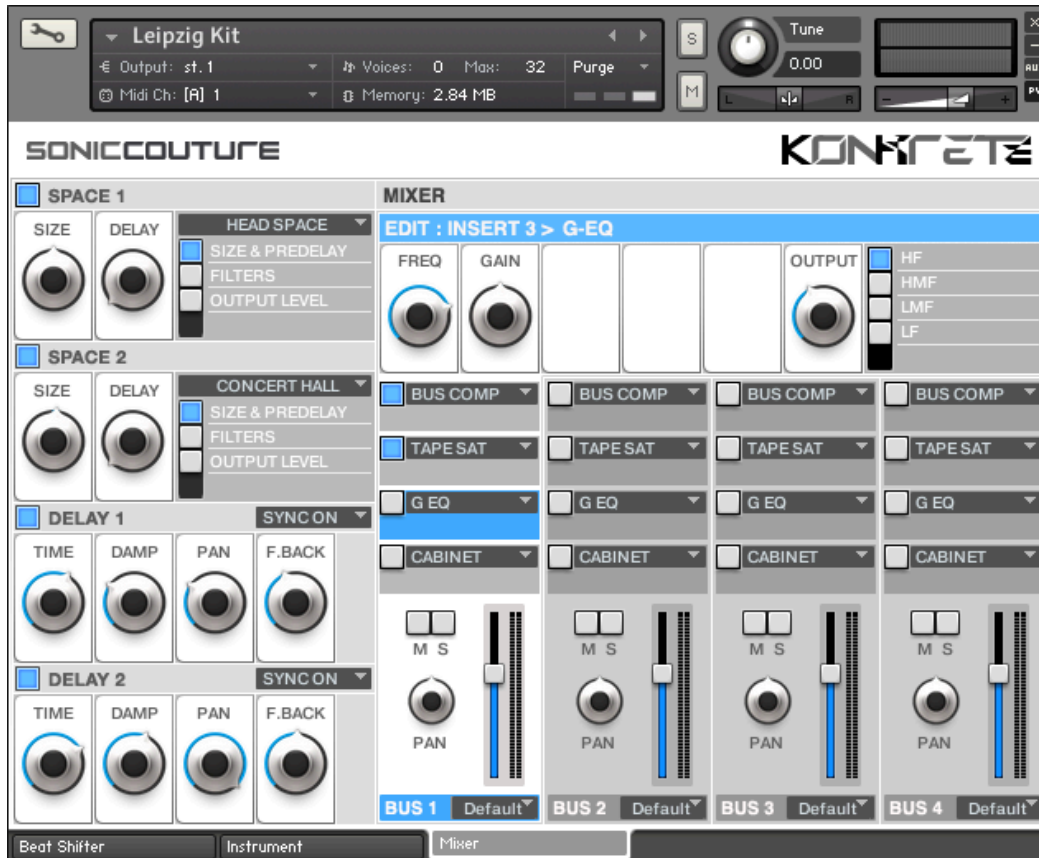 Leipzig Kit
Output: st. 1
Voices: 0 Max: 32
Purge
Midi Ch: [A] 1
Memory: 2.84 MB
S
M
Tune
0.00
L R
- +
AU
PV
SONICCOUTURE
KONKRETE
SPACE 1
SIZE
DELAY
HEAD SPACE
SIZE & PREDELAY
FILTERS
OUTPUT LEVEL
SPACE 2
SIZE
DELAY
CONCERT HALL
SIZE & PREDELAY
FILTERS
OUTPUT LEVEL
DELAY 1
SYNC ON
TIME
DAMP
PAN
F.BACK
DELAY 2
SYNC ON
TIME
DAMP
PAN
F.BACK
MIXER
EDIT : INSERT 3 > G-EQ
FREQ
GAIN
OUTPUT
HF
HMF
LMF
LF
BUS COMP
BUS COMP
BUS COMP
BUS COMP
TAPE SAT
TAPE SAT
TAPE SAT
TAPE SAT
G EQ
G EQ
G EQ
G EQ
CABINET
CABINET
CABINET
CABINET
M S
M S
M S
M S
PAN
PAN
PAN
PAN
BUS 1 Default
BUS 2 Default
BUS 3 Default
BUS 4 Default
Beat Shifter
Instrument
Mixer